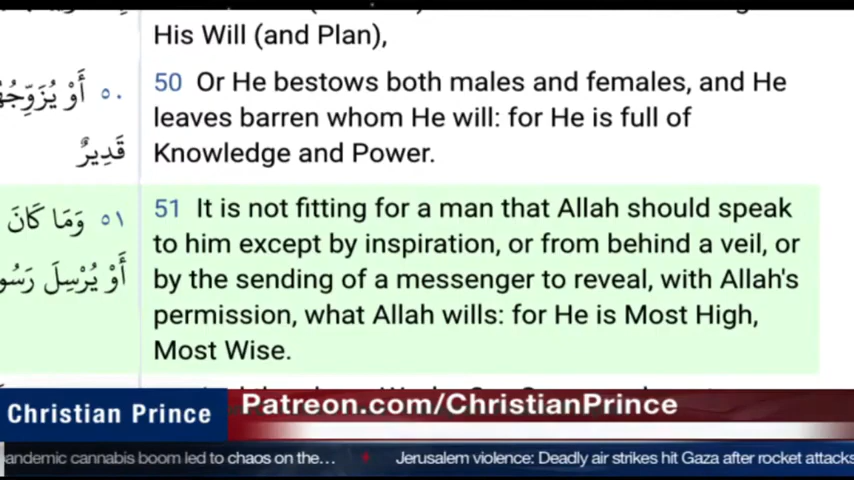 His Will (and Plan),
٥٠ أَوْ
50 Or He bestows both males and females, and He
leaves barren whom He will: for He is full of
قَدِيرٌ
Knowledge and Power.
51 It is not fitting for a man that Allah should speak
٥١ وَمَا كَانَ
to him except by inspiration, or from behind a veil, or
أَوْ يُرْسِلَ
by the sending of a messenger to reveal, with Allah's
permission, what Allah wills: for He is Most High,
Most Wise.
Christian Prince
Patreon.com/ChristianPrince
andemic cannabis boom led to chaos on the…
Jerusalem violence: Deadly air strikes hit Gaza after rocket attacks